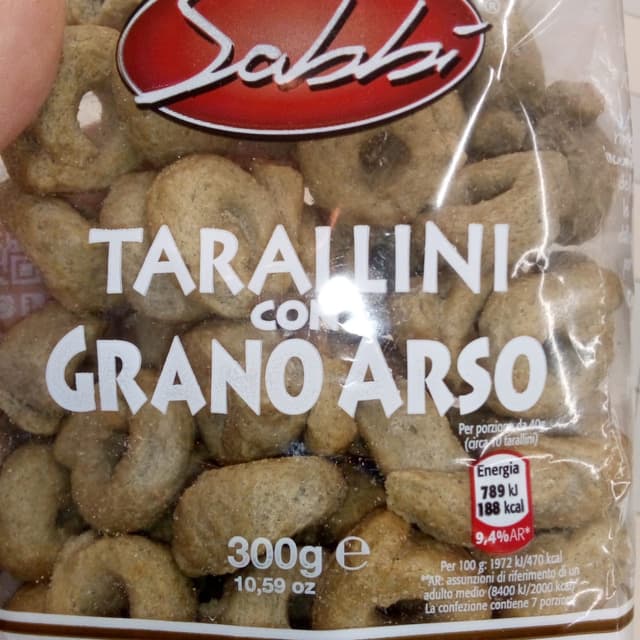 Sabbì
®
TARALLINI
CON
GRANO ARSO
Per porzione da 40g
(circa 10 tarallini)
Energia
789 kJ
188 kcal
9,4%AR*
300g e
10,59 oz
Per 100 g: 1972 kJ/470 kcal
*AR: assunzioni di riferimento di un
adulto medio (8400 kJ/2000 kcal)
La confezione contiene 7 porzioni